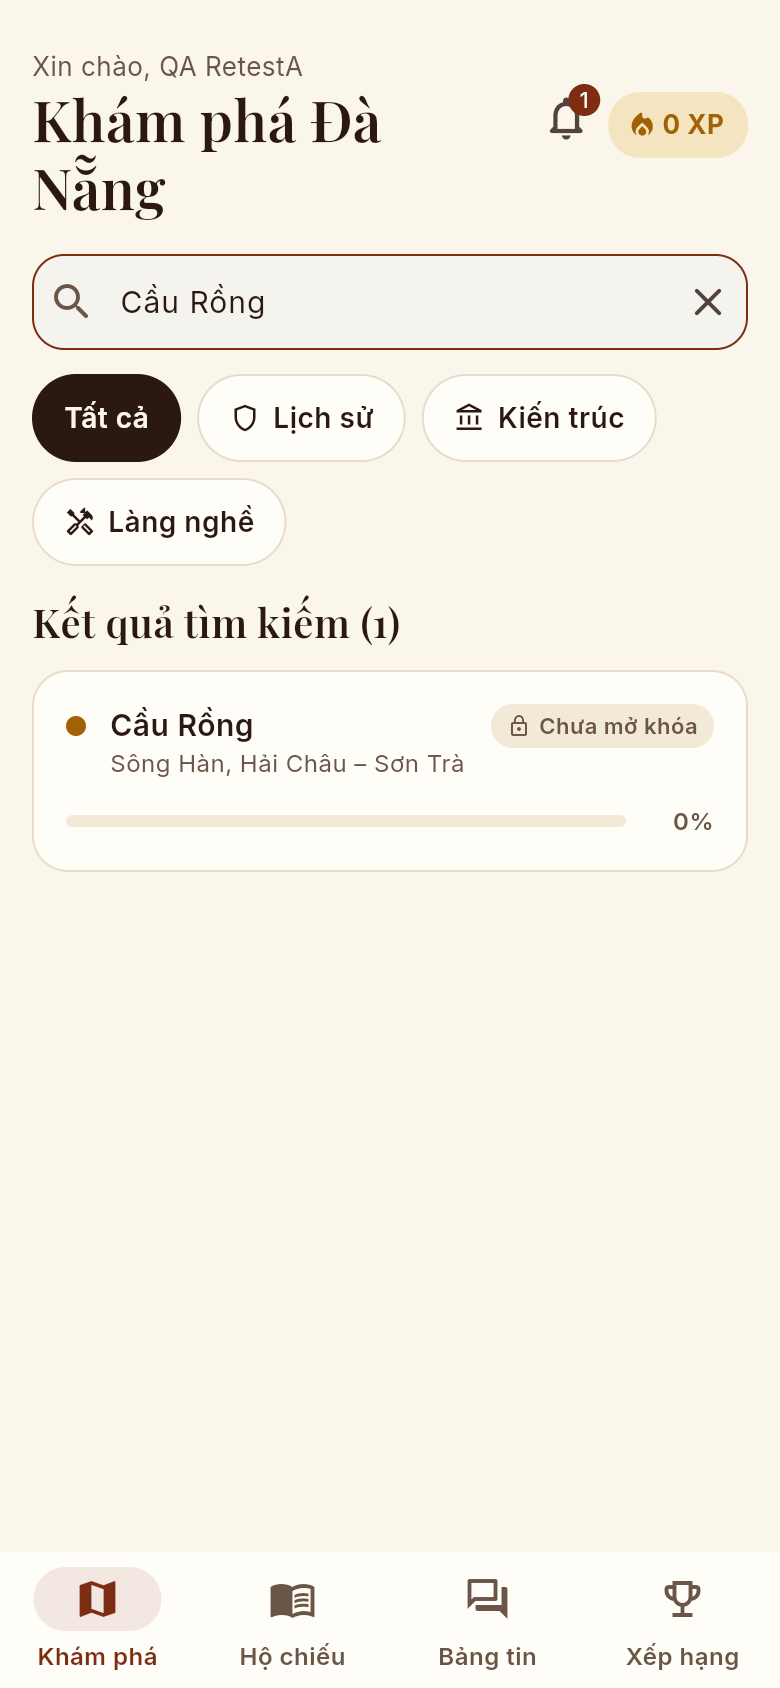 Xin chào, QA RetestA
Khám phá Đà
Nẵng
1
0 XP
Cầu Rồng
Tất cả
Lịch sử
Kiến trúc
Làng nghề
Kết quả tìm kiếm (1)
Cầu Rồng
Chưa mở khóa
Sông Hàn, Hải Châu – Sơn Trà
0%
Khám phá
Hộ chiếu
Bảng tin
Xếp hạng